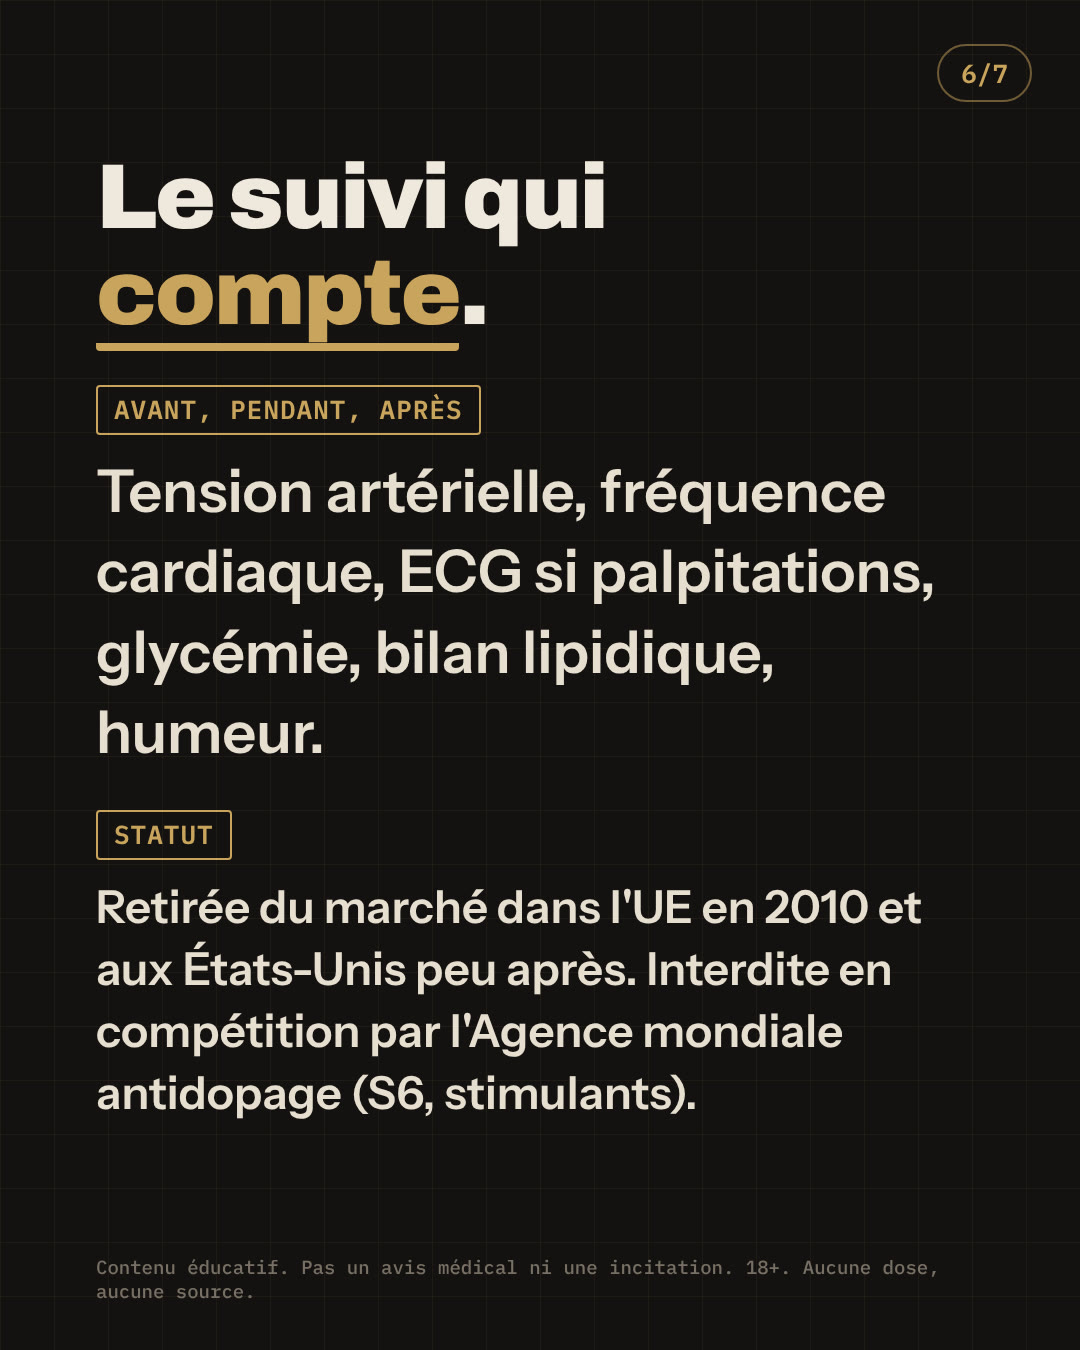 6/7
Le suivi qui
compte.
AVANT, PENDANT, APRÈS
Tension artérielle, fréquence
cardiaque, ECG si palpitations,
glycémie, bilan lipidique,
humeur.
STATUT
Retirée du marché dans l'UE en 2010 et
aux États-Unis peu après. Interdite en
compétition par l'Agence mondiale
antidopage (S6, stimulants).
Contenu éducatif. Pas un avis médical ni une incitation. 18+. Aucune dose,
aucune source.